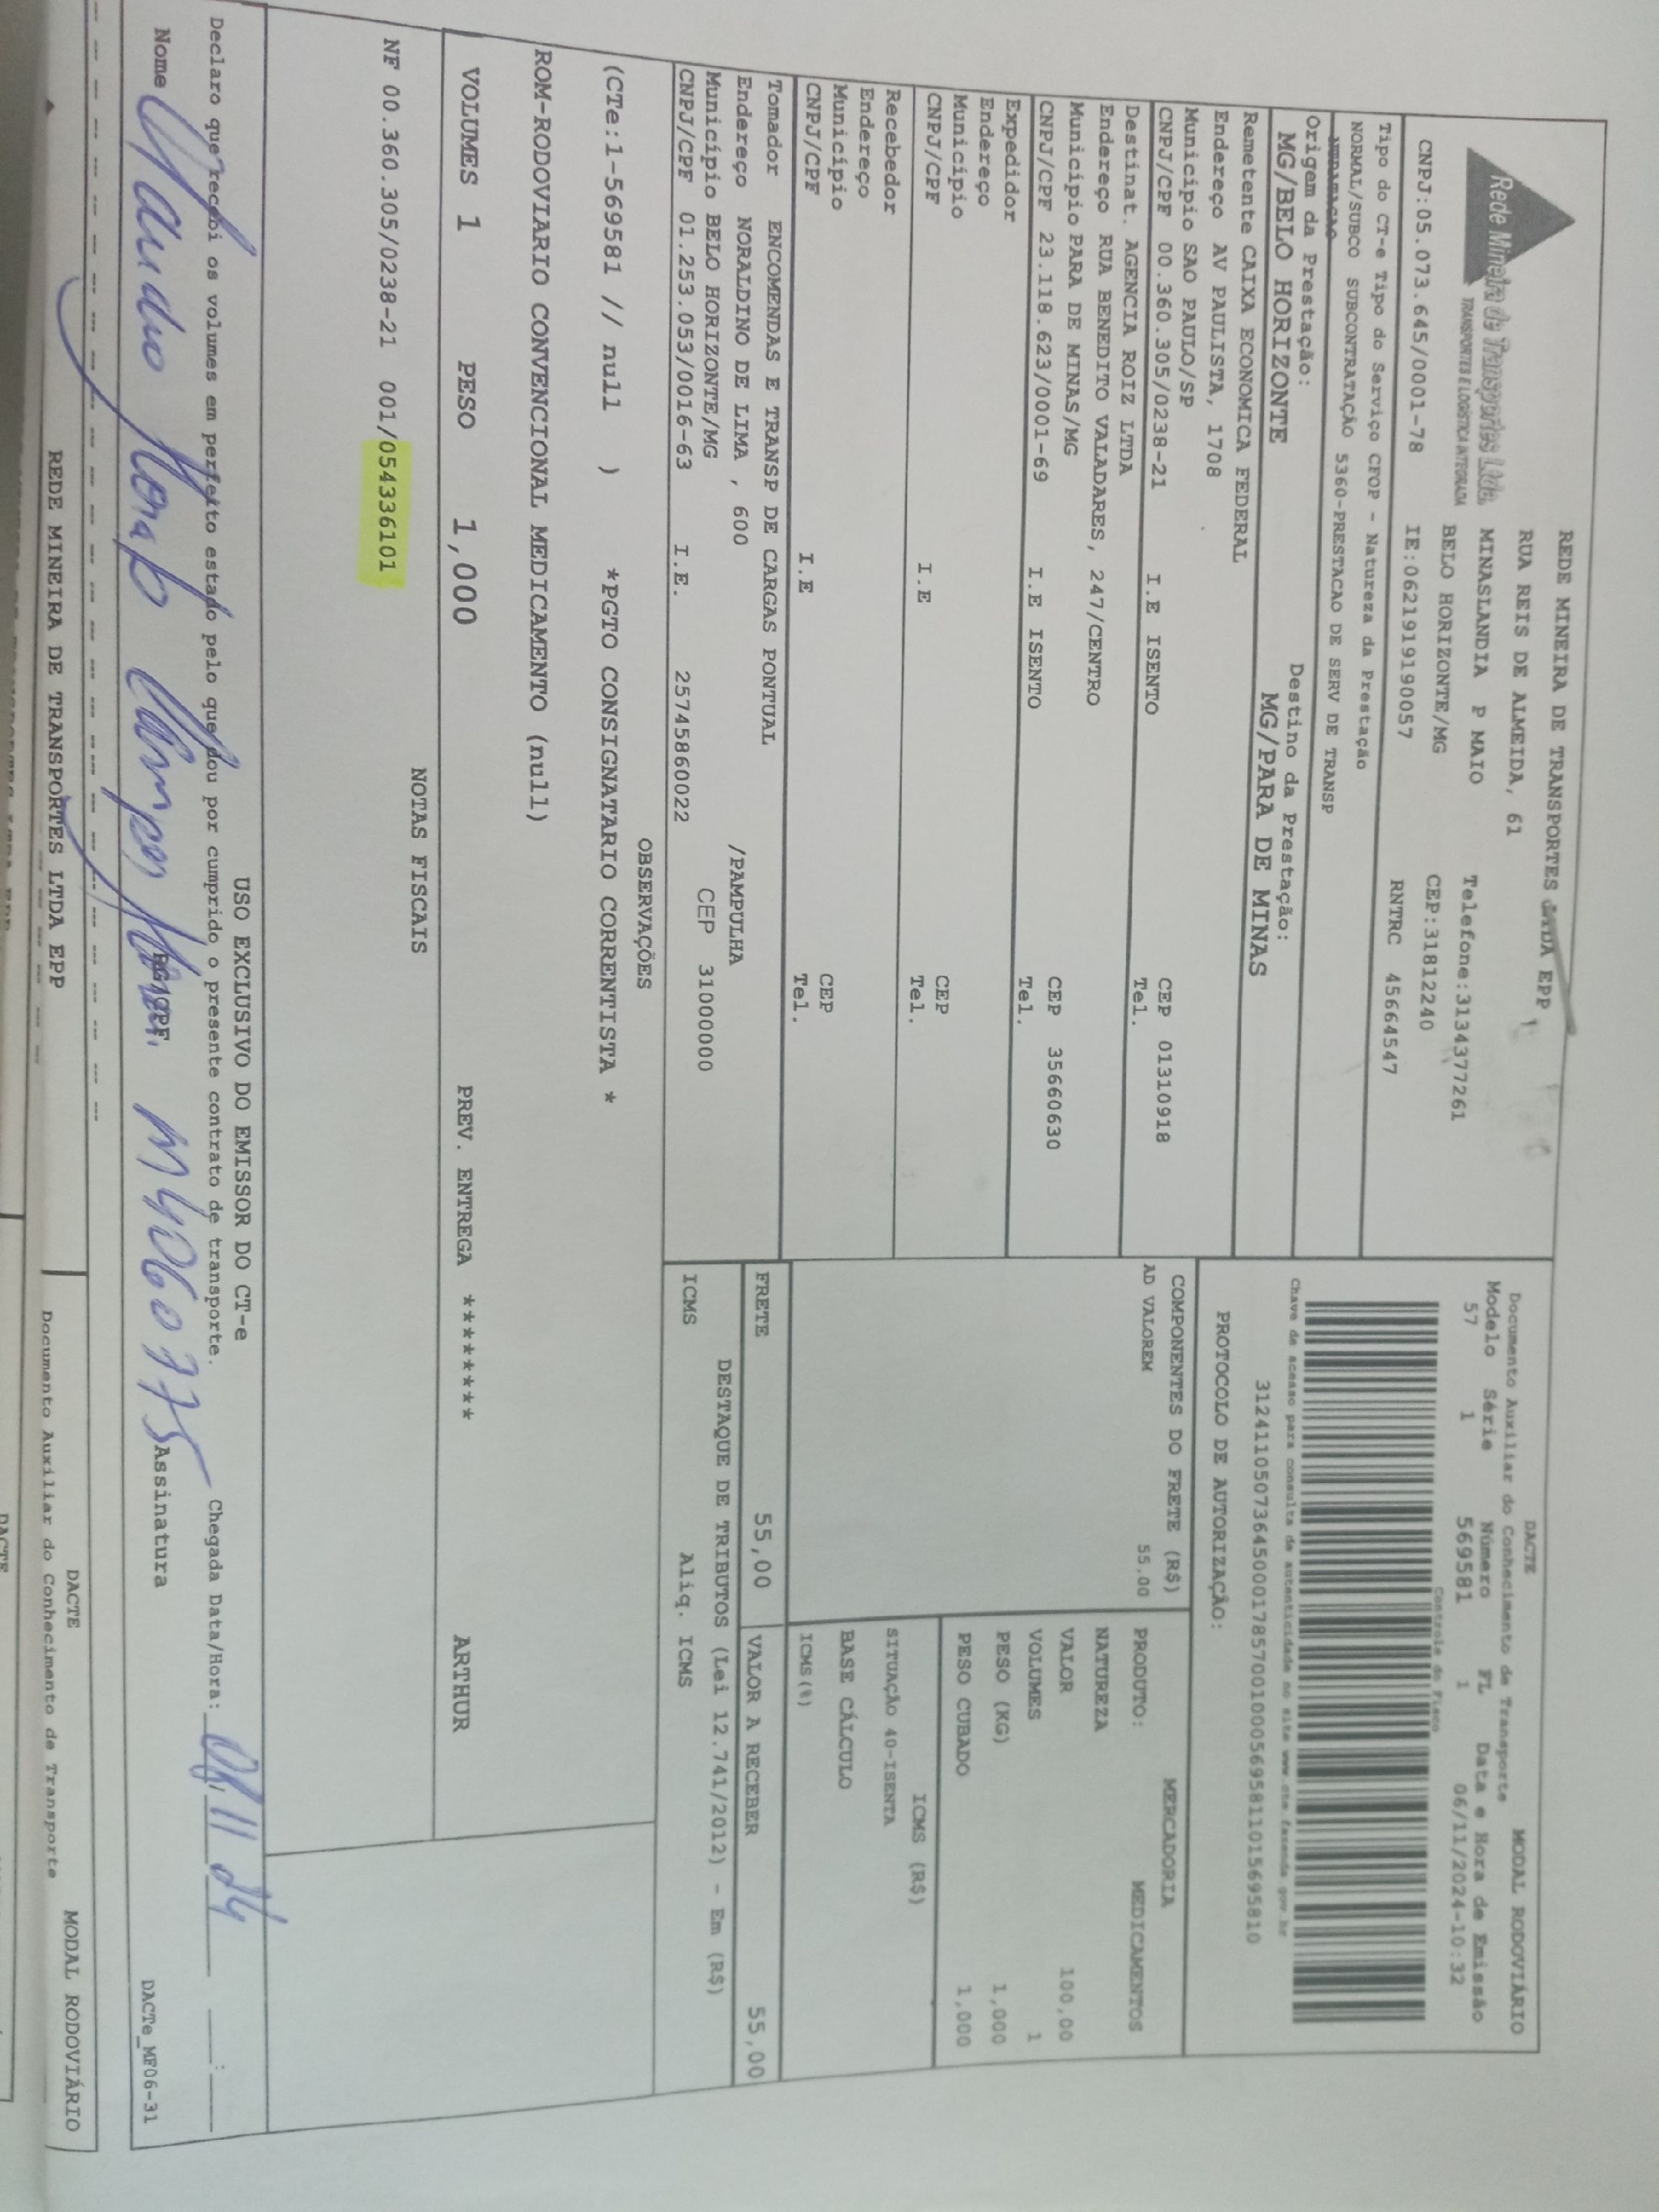 Rede Mineira de Transportes Ltda.
TRANSPORTES E LOGÍSTICA INTEGRADA
REDE MINEIRA DE TRANSPORTES LTDA EPP
RUA REIS DE ALMEIDA, 61
MINASLANDIA P MAIO Telefone:3134377261
BELO HORIZONTE/MG CEP:31812240
CNPJ:05.073.645/0001-78 IE:0621919190057 RNTRC 45664547
Tipo do CT-e Tipo do Serviço CFOP - Natureza da Prestação
NORMAL/SUBCO SUBCONTRATAÇÃO 5360-PRESTACAO DE SERV DE TRANSP
Origem da Prestação: Destino da Prestação:
MG/BELO HORIZONTE MG/PARA DE MINAS
DACTE MODAL RODOVIÁRIO
Documento Auxiliar do Conhecimento de Transporte
Modelo Série Número FL Data e Hora de Emissão
57 1 569581 1 06/11/2024-10:32
Controle do Fisco
Chave de acesso para consulta de autenticidade no site www.cte.fazenda.gov.br
31241105073645000178570010005695811015695810
PROTOCOLO DE AUTORIZAÇÃO:
Remetente CAIXA ECONOMICA FEDERAL
Endereço AV PAULISTA, 1708
Municipio SAO PAULO/SP CEP 01310918
CNPJ/CPF 00.360.305/0238-21 I.E ISENTO Tel.
Destinat. AGENCIA ROIZ LTDA
Endereço RUA BENEDITO VALADARES, 247/CENTRO
Município PARA DE MINAS/MG CEP 35660630
CNPJ/CPF 23.118.623/0001-69 I.E ISENTO Tel.
Expedidor
Endereço
Município CEP
CNPJ/CPF I.E Tel.
Recebedor
Endereço
Município CEP
CNPJ/CPF I.E Tel.
Tomador ENCOMENDAS E TRANSP DE CARGAS PONTUAL
Endereço NORALDINO DE LIMA , 600 /PAMPULHA
Município BELO HORIZONTE/MG CEP 31000000
CNPJ/CPF 01.253.053/0016-63 I.E. 25745860022
COMPONENTES DO FRETE (R$)
AD VALOREM 55,00
MERCADORIA
PRODUTO: MEDICAMENTOS
NATUREZA
VALOR 100,00
VOLUMES 1
PESO (KG) 1,000
PESO CUBADO 1,000
ICMS (R$)
SITUAÇÃO 40-ISENTA
BASE CÁLCULO
ICMS(%)
FRETE 55,00 VALOR A RECEBER 55,00
DESTAQUE DE TRIBUTOS (Lei 12.741/2012) - Em (R$)
ICMS Aliq. ICMS
OBSERVAÇÕES
(CTe:1-569581 // null ) *PGTO CONSIGNATARIO CORRENTISTA *
ROM-RODOVIARIO CONVENCIONAL MEDICAMENTO (null)
VOLUMES 1 PESO 1,000 PREV. ENTREGA ******** ARTHUR
NOTAS FISCAIS
NF 00.360.305/0238-21 001/054336101
USO EXCLUSIVO DO EMISSOR DO CT-e
Declaro que recebi os volumes em perfeito estado pelo que dou por cumprido o presente contrato de transporte. Chegada Data/Hora: 06/11/24 __:__
Nome RG/CPF M4060775 Assinatura
DACTe_MF06-31
REDE MINEIRA DE TRANSPORTES LTDA EPP DACTE MODAL RODOVIÁRIO
Documento Auxiliar do Conhecimento de Transporte
DACTE